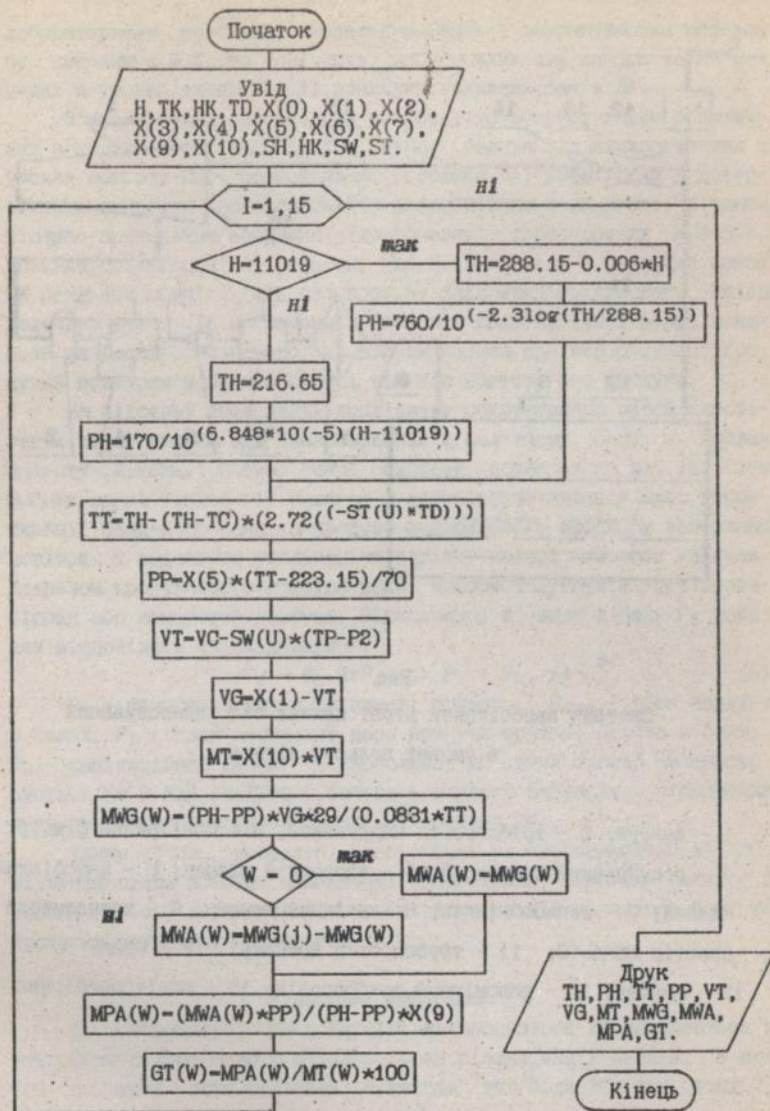 Початок
Увід
H,TK,HK,TD,X(0),X(1),X(2),
X(3),X(4),X(5),X(6),X(7),
X(9),X(10),SH,HK,SW,ST.
I=1,15
ні
H=11019
так
TH=288.15-0.006*H
ні
PH=760/10(-2.3log(TH/288.15))
TH=216.65
PH=170/10(6.848*10(-5)(H-11019))
TT=TH-(TH-TC)*(2.72((-ST(U)*TD)))
PP=X(5)*(TT-223.15)/70
VT=VC-SW(U)*(TP-P2)
VG=X(1)-VT
MT=X(10)*VT
MWG(W)=(PH-PP)*VG*29/(0.0831*TT)
W = 0
так
MWA(W)=MWG(W)
ні
MWA(W)=MWG(j)-MWG(W)
MPA(W)=(MWA(W)*PP)/(PH-PP)*X(9)
GT(W)=MPA(W)/MT(W)*100
Друк
TH,PH,TT,PP,VT,
VG,MT,MWG,MWA,
MPA,GT.
Кінець